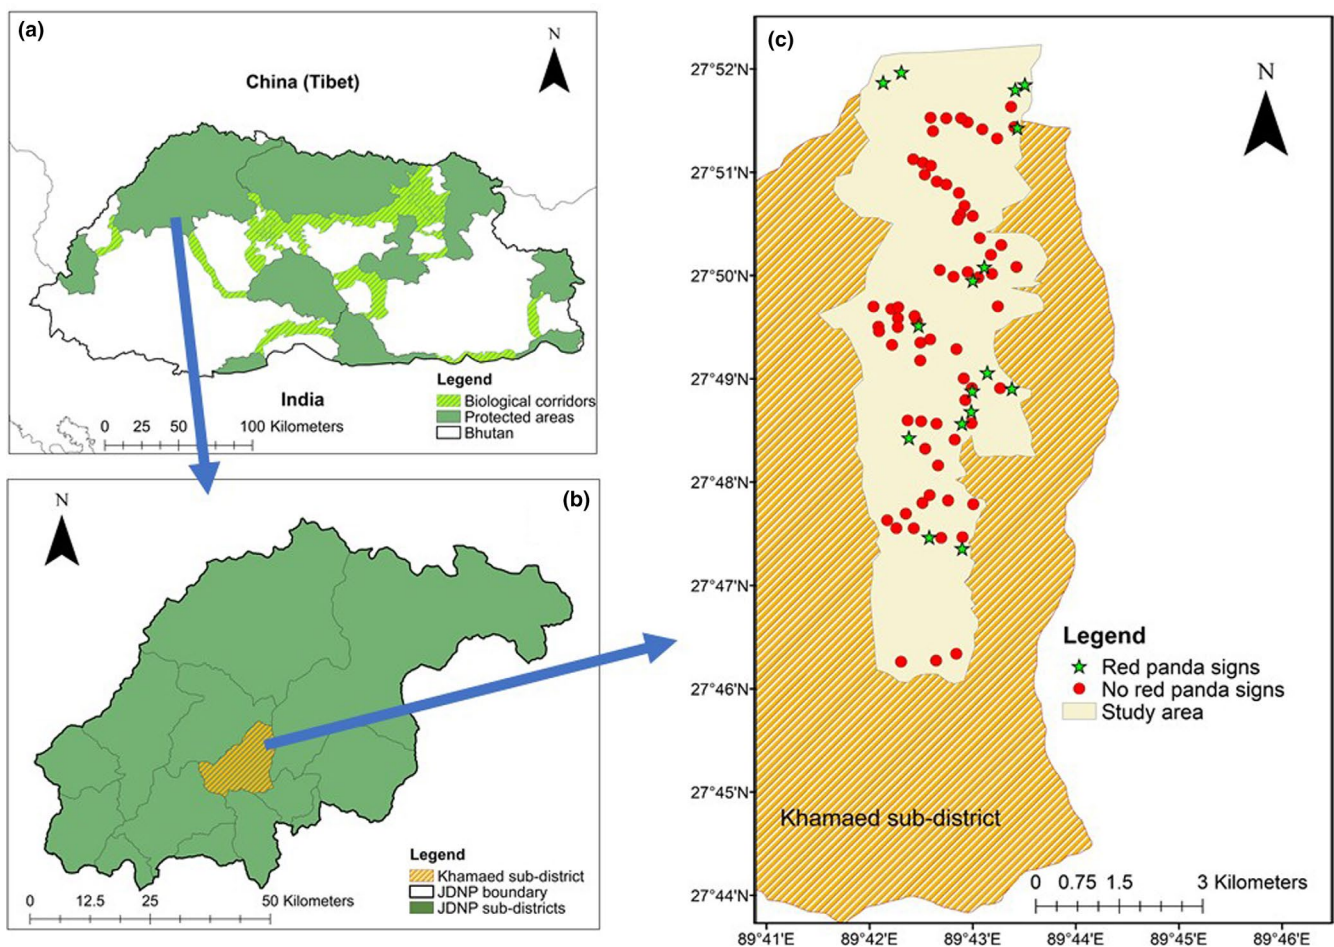 (a)
N
China (Tibet)
India
Legend
Biological corridors
Protected areas
Bhutan
0 25 50 100 Kilometers
(b)
N
Legend
Khamaed sub-district
JDNP boundary
JDNP sub-districts
0 12.5 25 50 Kilometers
(c)
N
27°52'N
27°51'N
27°50'N
27°49'N
27°48'N
27°47'N
27°46'N
27°45'N
27°44'N
Legend
Red panda signs
No red panda signs
Study area
Khamaed sub-district
0 0.75 1.5 3 Kilometers
89°41'E 89°42'E 89°43'E 89°44'E 89°45'E 89°46'E